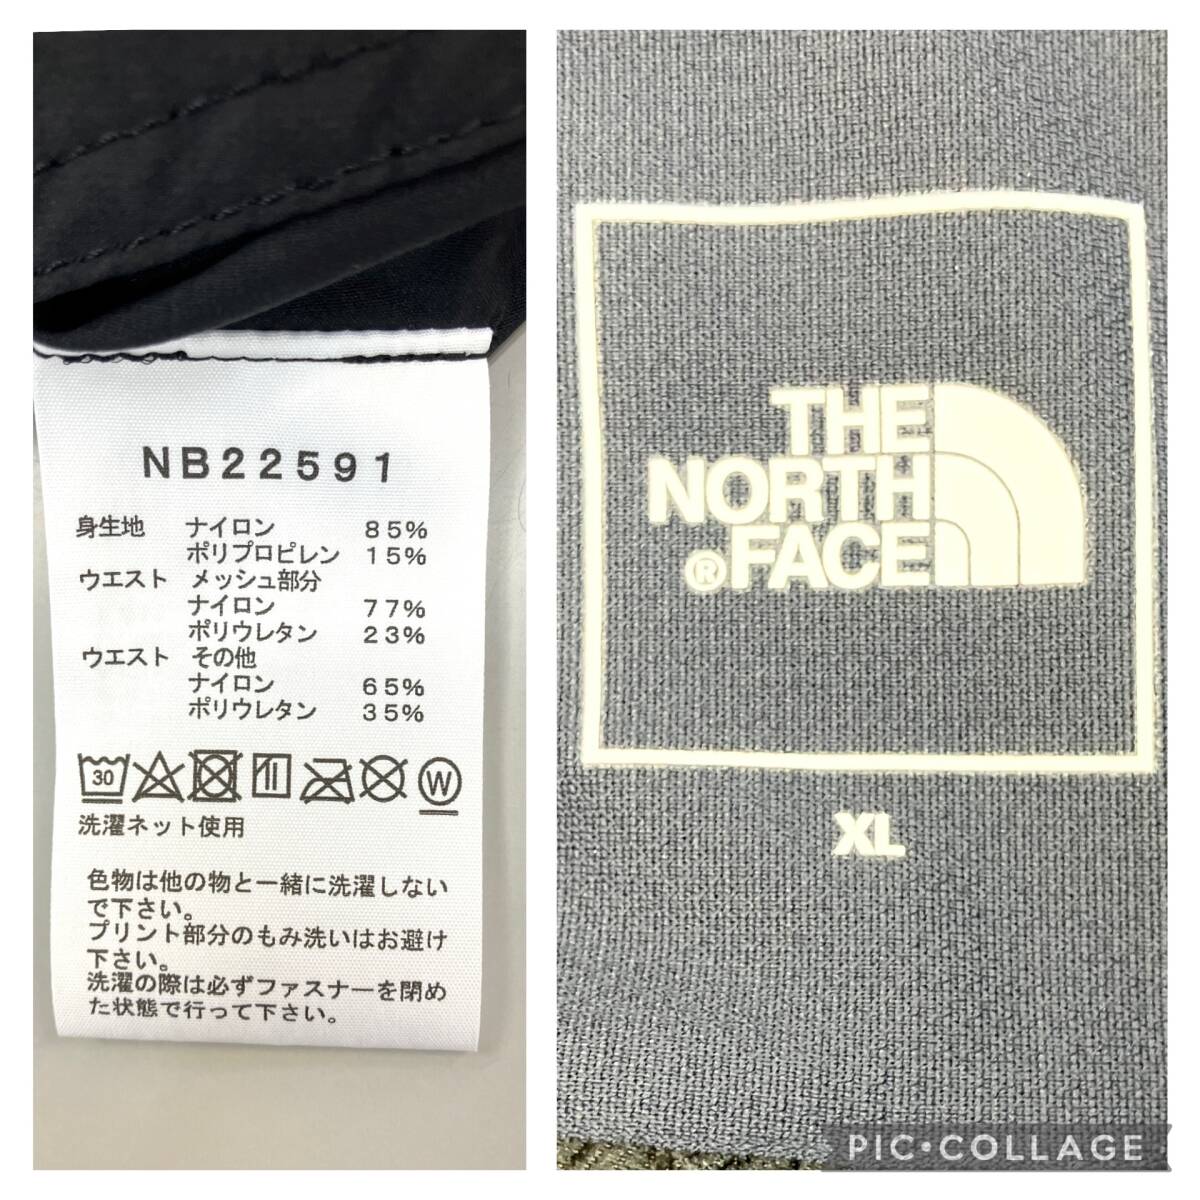 NB22591
身生地 ナイロン 85%
ポリプロピレン 15%
ウエスト メッシュ部分
ナイロン 77%
ポリウレタン 23%
ウエスト その他
ナイロン 65%
ポリウレタン 35%
30 W
洗濯ネット使用
色物は他の物と一緒に洗濯しない
で下さい。
プリント部分のもみ洗いはお避け
下さい。
洗濯の際は必ずファスナーを閉め
た状態で行って下さい。
THE
NORTH
®FACE
XL
PIC•COLLAGE